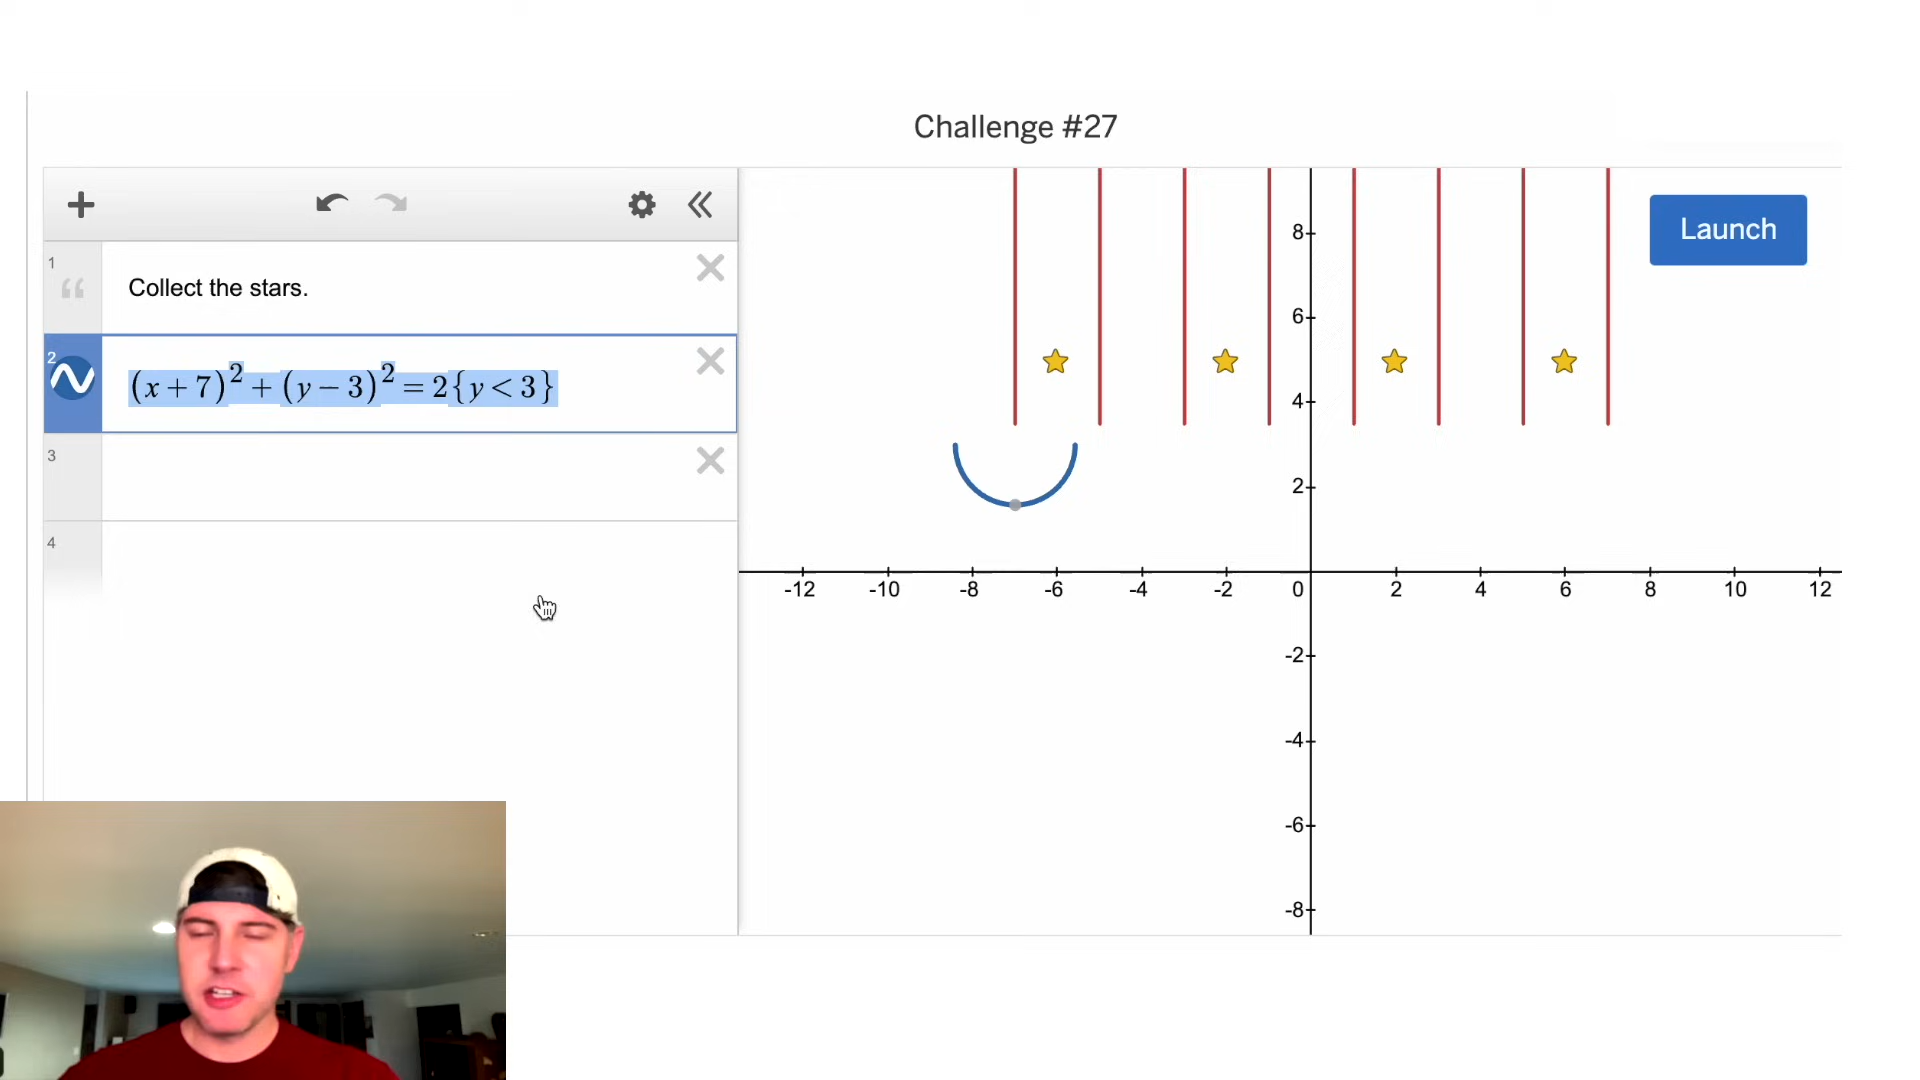 Challenge #27
Launch
1
Collect the stars.
2
(x + 7)² + (y − 3)² = 2{y < 3}
3
4
8
6
4
2
-12 -10 -8 -6 -4 -2 0 2 4 6 8 10 12
-2
-4
-6
-8